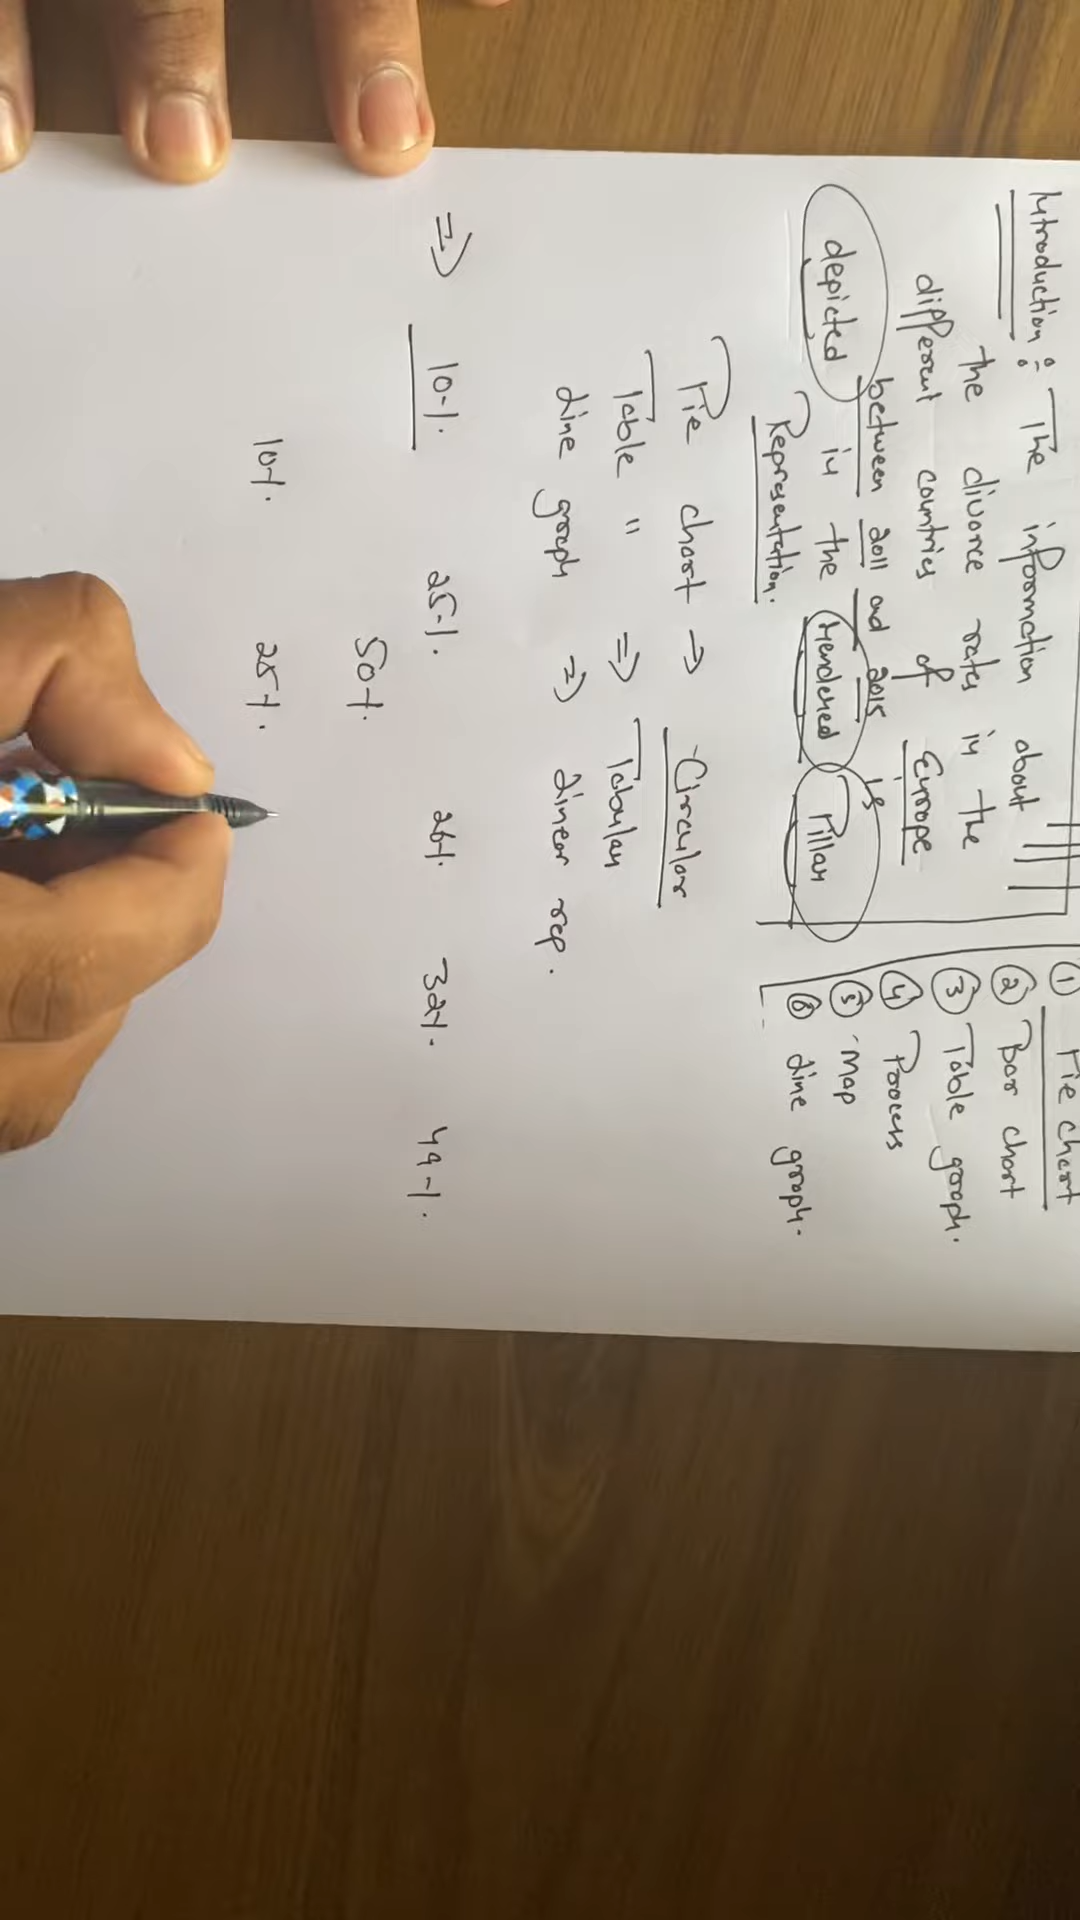 Introduction: The information about
the divorce rates in the
different countries of Europe
between 2011 and 2015 is
depicted in the rendered Pillar
Representation.
① Pie chart
② Bar chart
③ Table graph.
④ Process
⑤ Map
⑥ Line graph.
Pie chart → Circular
Table " ⇒ Tabular
Line graph ⇒ Linear rep.
⇒ 10%. 25%. 26%. 32%. 49%.
50%.
10%. 25%.